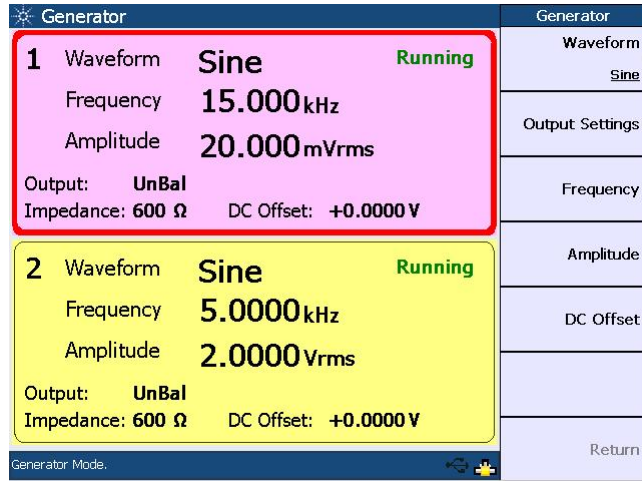 Generator
1 Waveform Sine Running
Frequency 15.000 kHz
Amplitude 20.000 mVrms
Output: UnBal
Impedance: 600 Ω DC Offset: +0.0000 V
2 Waveform Sine Running
Frequency 5.0000 kHz
Amplitude 2.0000 Vrms
Output: UnBal
Impedance: 600 Ω DC Offset: +0.0000 V
Generator Mode.
Generator
Waveform
Sine
Output Settings
Frequency
Amplitude
DC Offset
Return